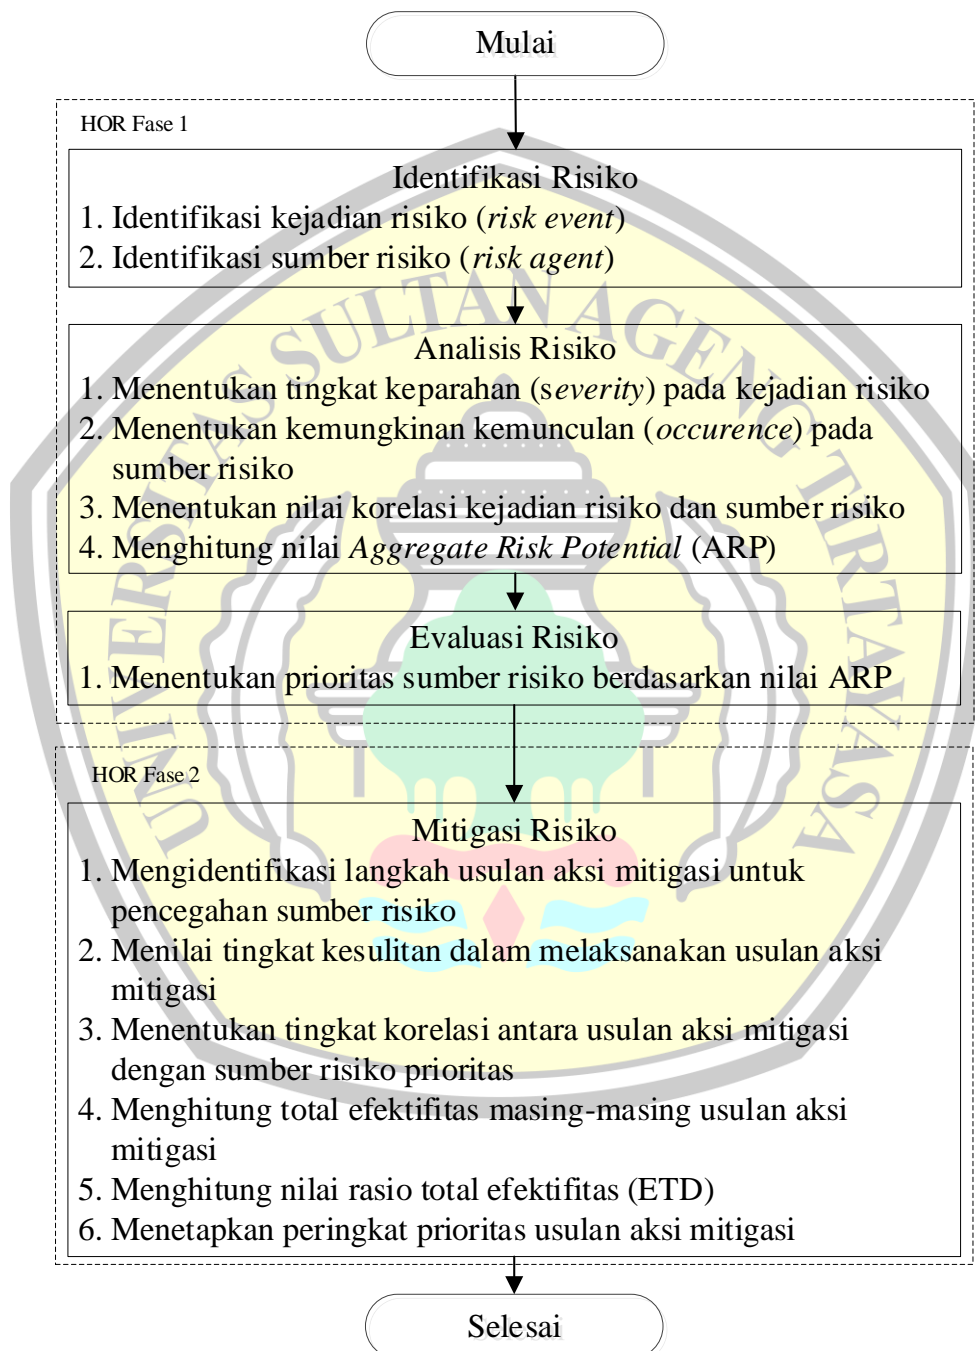 Mulai
HOR Fase 1
Identifikasi Risiko
1. Identifikasi kejadian risiko (risk event)
2. Identifikasi sumber risiko (risk agent)
Analisis Risiko
1. Menentukan tingkat keparahan (severity) pada kejadian risiko
2. Menentukan kemungkinan kemunculan (occurence) pada
sumber risiko
3. Menentukan nilai korelasi kejadian risiko dan sumber risiko
4. Menghitung nilai Aggregate Risk Potential (ARP)
Evaluasi Risiko
1. Menentukan prioritas sumber risiko berdasarkan nilai ARP
HOR Fase 2
Mitigasi Risiko
1. Mengidentifikasi langkah usulan aksi mitigasi untuk
pencegahan sumber risiko
2. Menilai tingkat kesulitan dalam melaksanakan usulan aksi
mitigasi
3. Menentukan tingkat korelasi antara usulan aksi mitigasi
dengan sumber risiko prioritas
4. Menghitung total efektifitas masing-masing usulan aksi
mitigasi
5. Menghitung nilai rasio total efektifitas (ETD)
6. Menetapkan peringkat prioritas usulan aksi mitigasi
Selesai
UNIVERSITAS SULTAN AGENG TIRTAYASA